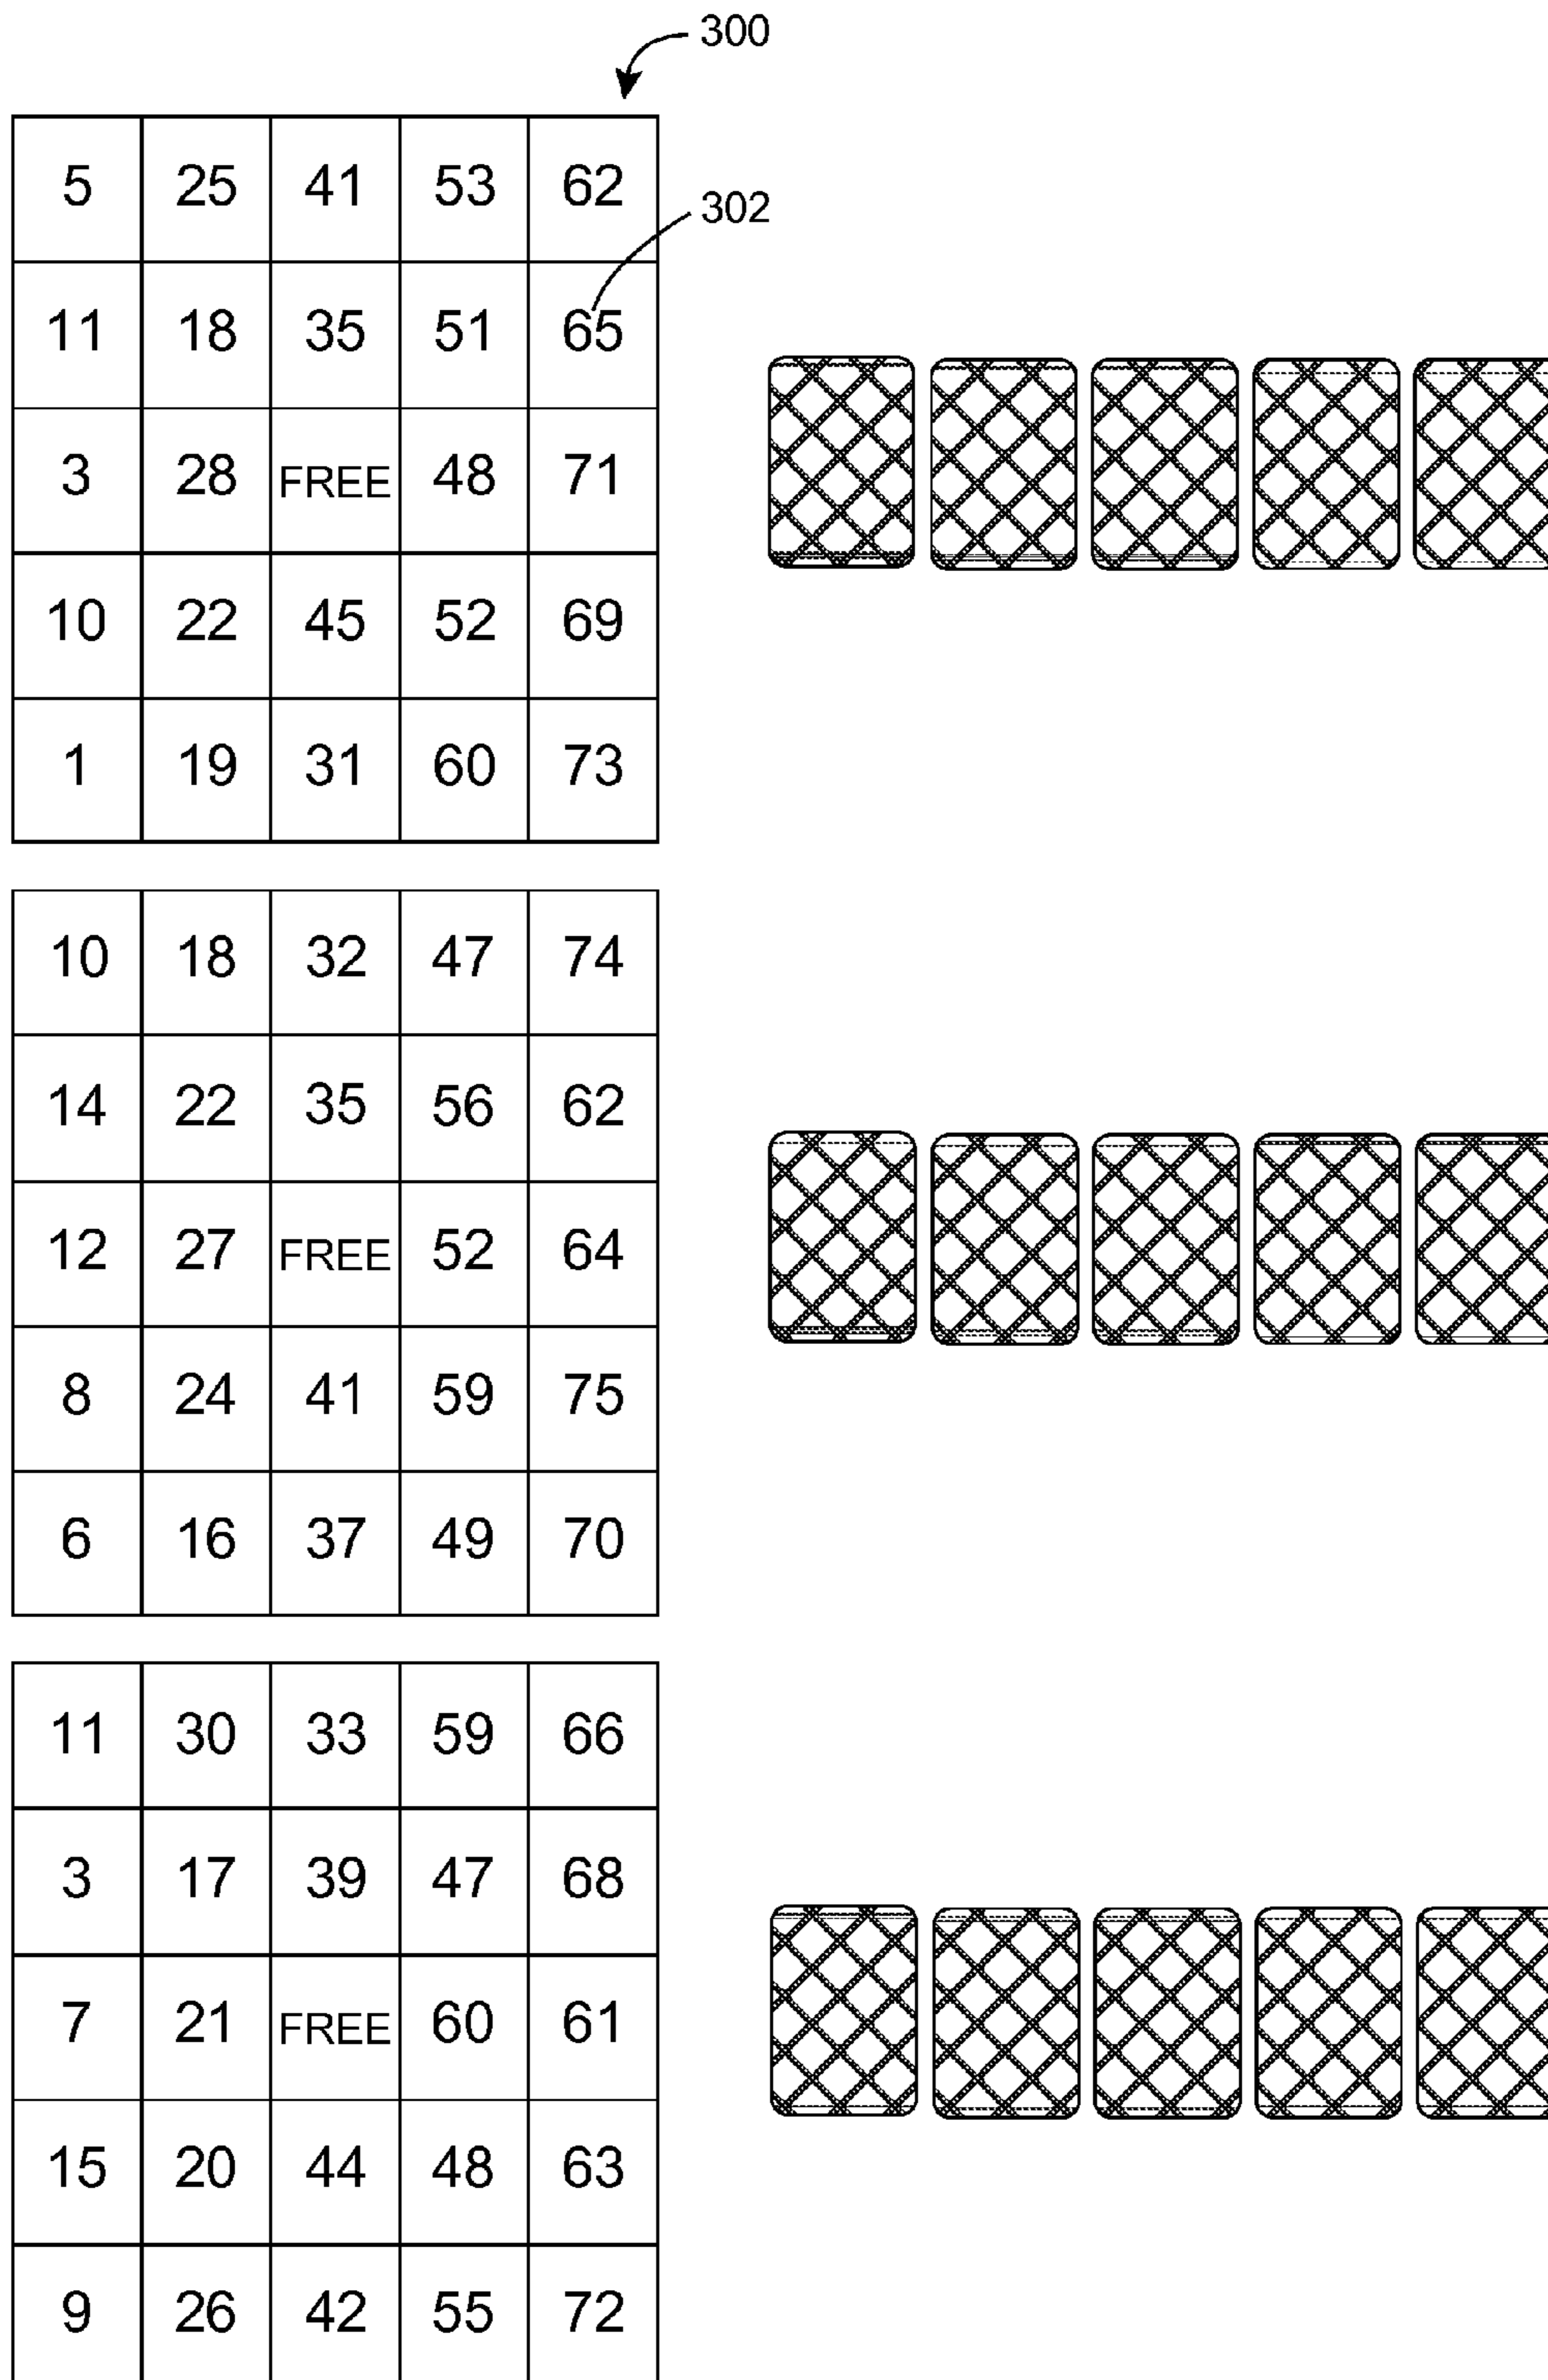 300
5 25 41 53 62
302
11 18 35 51 65
3 28 FREE 48 71
10 22 45 52 69
1 19 31 60 73
10 18 32 47 74
14 22 35 56 62
12 27 FREE 52 64
8 24 41 59 75
6 16 37 49 70
11 30 33 59 66
3 17 39 47 68
7 21 FREE 60 61
15 20 44 48 63
9 26 42 55 72